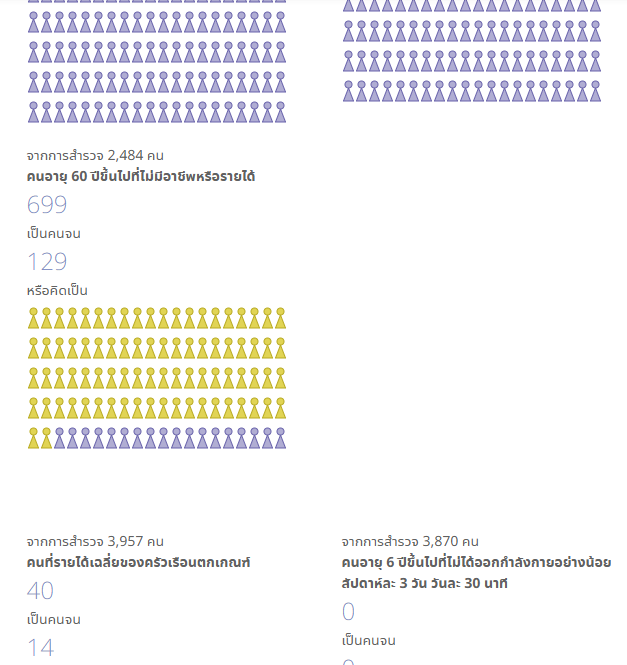 จากการสำรวจ 2,484 คน
คนอายุ 60 ปีขึ้นไปที่ไม่มีอาชีพหรือรายได้
699
เป็นคนจน
129
หรือคิดเป็น
จากการสำรวจ 3,957 คน
คนที่รายได้เฉลี่ยของครัวเรือนตกเกณฑ์
40
เป็นคนจน
14
จากการสำรวจ 3,870 คน
คนอายุ 6 ปีขึ้นไปที่ไม่ได้ออกกำลังกายอย่างน้อย
สัปดาห์ละ 3 วัน วันละ 30 นาที
0
เป็นคนจน